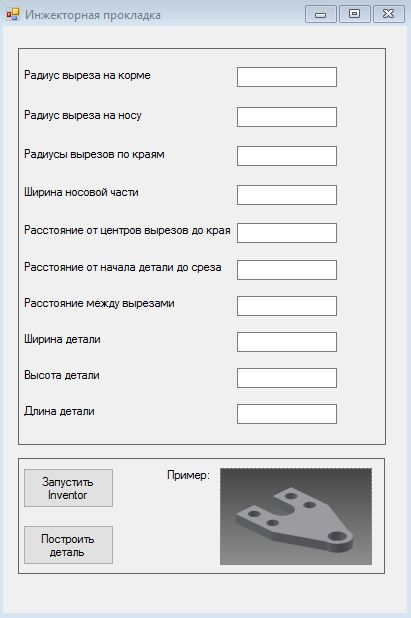 Инжекторная прокладка
Радиус выреза на корме
Радиус выреза на носу
Радиусы вырезов по краям
Ширина носовой части
Расстояние от центров вырезов до края
Расстояние от начала детали до среза
Расстояние между вырезами
Ширина детали
Высота детали
Длина детали
Запустить
Inventor
Пример:
Построить
деталь